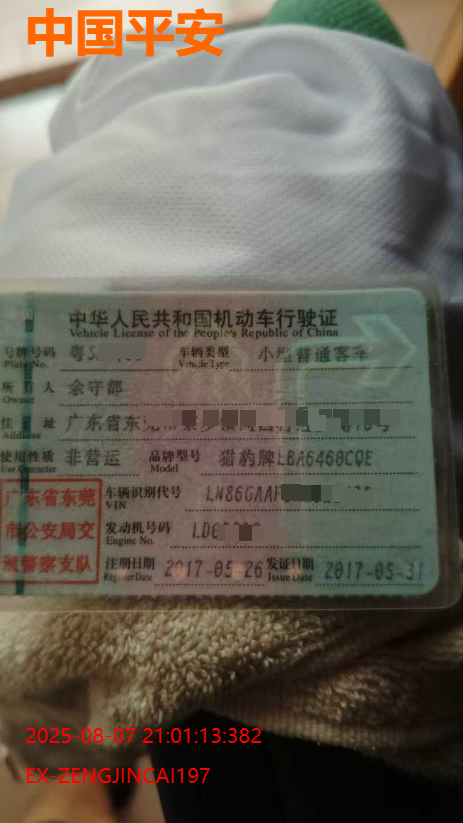 中国平安
中华人民共和国机动车行驶证
Vehicle License of the People's Republic of China
号牌号码 粤S 车辆类型 小型普通客车
Plate No. Vehicle Type
所有人 余守都
Owner
住址 广东省东莞市
Address
使用性质 非营运 品牌型号 猎豹牌LBA6460CQE
Use Character Model
广东省东莞
市公安局交
通警察支队
车辆识别代号 LN86GAAF
VIN
发动机号码
Engine No.
注册日期 2017-05-26 发证日期 2017-05-31
Register Date Issue Date
2025-08-07 21:01:13:382
EX-ZENGJINCAI197